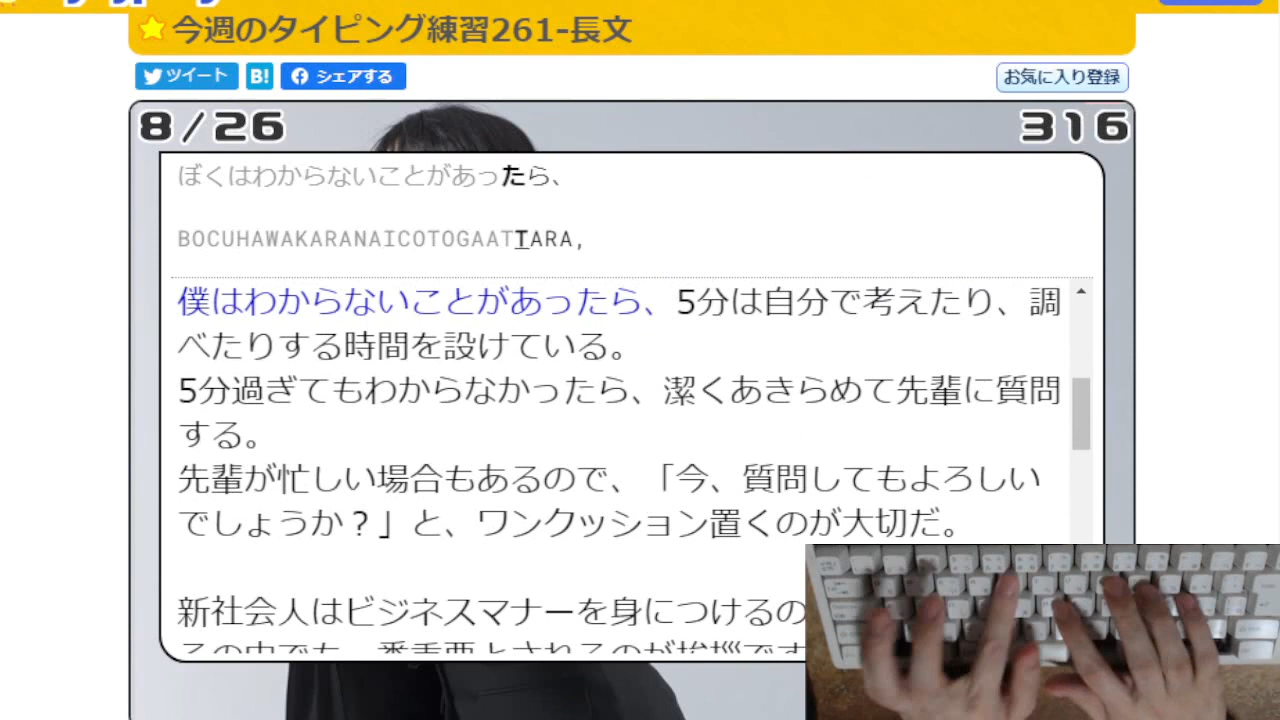 今週のタイピング練習261-長文
ツイート
B!
シェアする
お気に入り登録
8/26
316
ぼくはわからないことがあったら、
BOCUHAWAKARANAICOTOGAATTARA,
僕はわからないことがあったら、5分は自分で考えたり、調
べたりする時間を設けている。
5分過ぎてもわからなかったら、潔くあきらめて先輩に質問
する。
先輩が忙しい場合もあるので、「今、質問してもよろしい
でしょうか？」と、ワンクッション置くのが大切だ。
新社会人はビジネスマナーを身につけるの